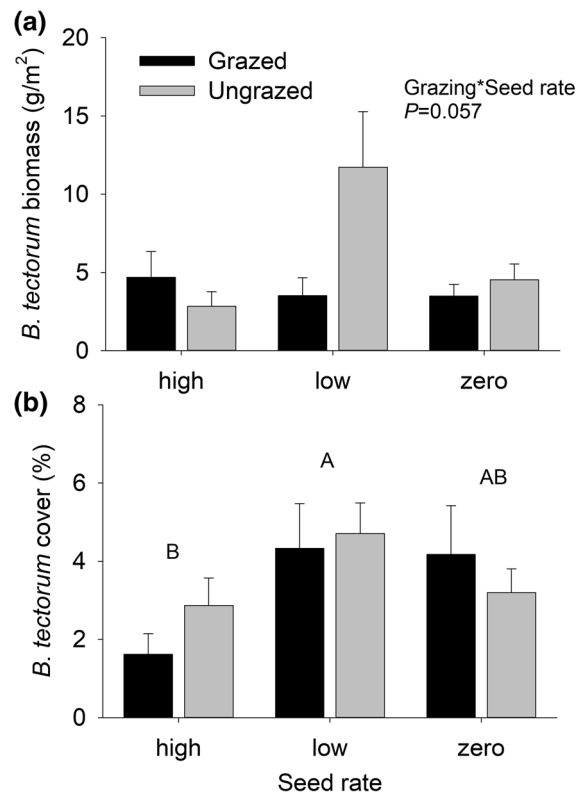 (a)
20
15
10
5
0
B. tectorum biomass (g/m²)
Grazed
Ungrazed
Grazing*Seed rate
P=0.057
high low zero
(b)
8
6
4
2
0
B. tectorum cover (%)
B
A
AB
high low zero
Seed rate